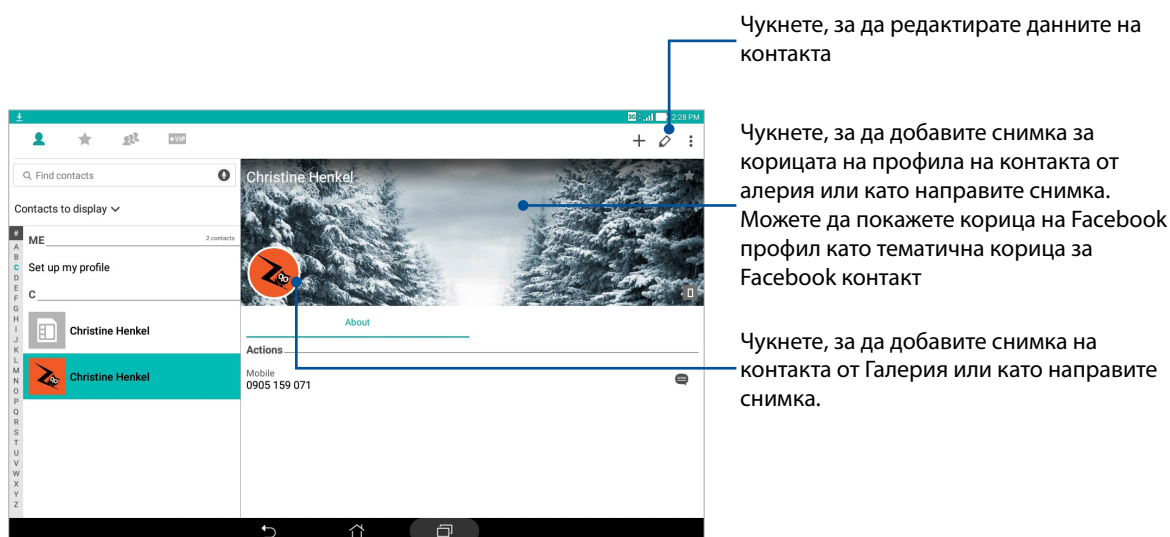 Чукнете, за да редактирате данните на
контакта
3G
2:28 PM
VIP
Find contacts
Christine Henkel
Contacts to display
#
A
B
C
D
E
F
G
H
I
J
K
L
M
N
O
P
Q
R
S
T
U
V
W
X
Y
Z
ME
2 contacts
Set up my profile
C
Christine Henkel
Christine Henkel
About
Actions
Mobile
0905 159 071
Чукнете, за да добавите снимка за
корицата на профила на контакта от
алерия или като направите снимка.
Можете да покажете корица на Facebook
профил като тематична корица за
Facebook контакт
Чукнете, за да добавите снимка на
контакта от Галерия или като направите
снимка.